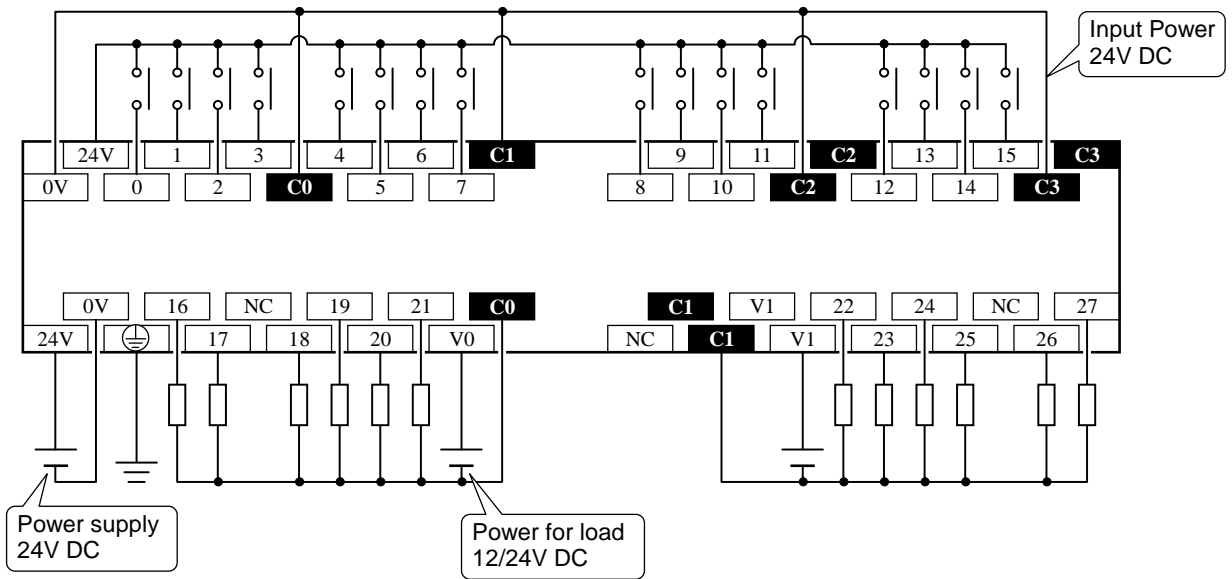 Input Power
24V DC
24V 1 3 4 6 C1 9 11 C2 13 15 C3
0V 0 2 C0 5 7 8 10 C2 12 14 C3
0V 16 NC 19 21 C0 C1 V1 22 24 NC 27
24V 17 18 20 V0 NC C1 V1 23 25 26
Power supply
24V DC
Power for load
12/24V DC